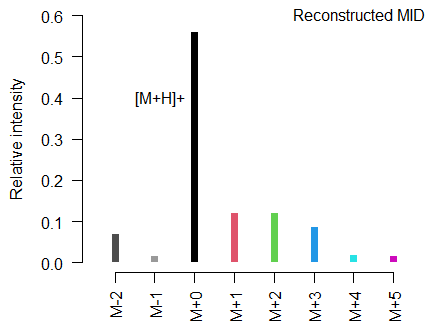 Reconstructed MID
Relative intensity
0.6
0.5
0.4
0.3
0.2
0.1
0.0
[M+H]+
M-2
M-1
M+0
M+1
M+2
M+3
M+4
M+5